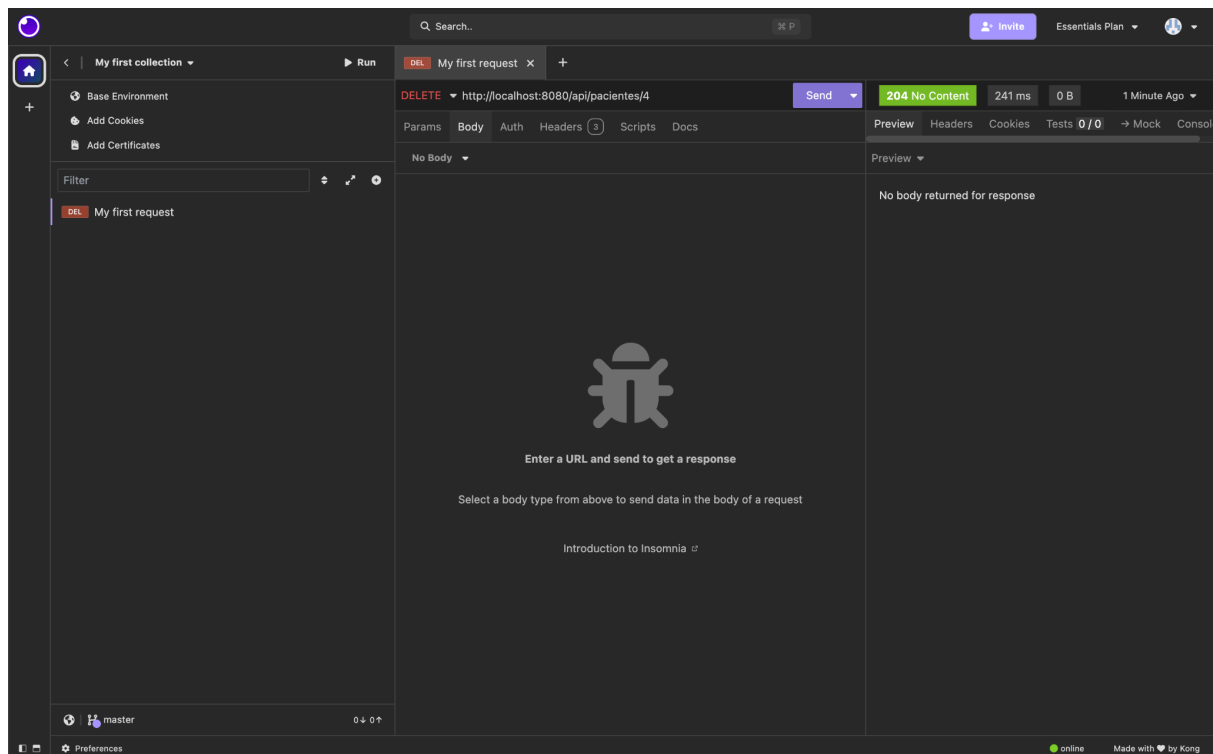 Search..
⌘ P
Invite
Essentials Plan
My first collection
Run
Base Environment
Add Cookies
Add Certificates
Filter
DEL My first request
master
0↓ 0↑
DEL My first request
DELETE http://localhost:8080/api/pacientes/4
Send
Params Body Auth Headers 3 Scripts Docs
No Body
Enter a URL and send to get a response
Select a body type from above to send data in the body of a request
Introduction to Insomnia
204 No Content 241 ms 0 B 1 Minute Ago
Preview Headers Cookies Tests 0 / 0 → Mock Consol
Preview
No body returned for response
Preferences
online Made with ♥ by Kong